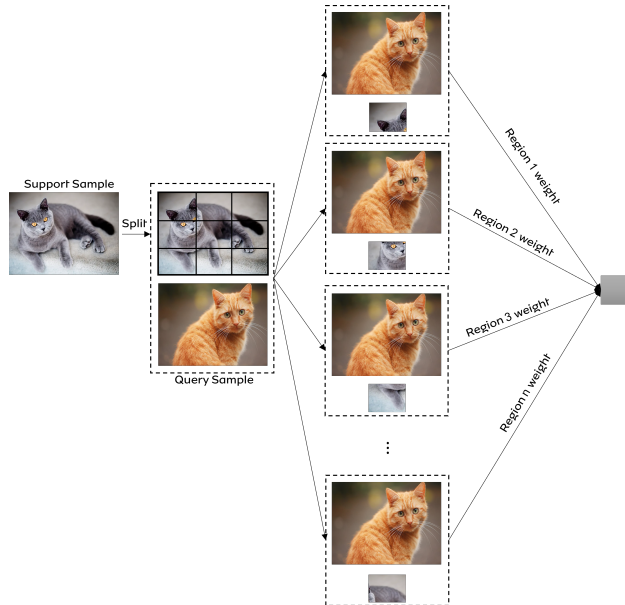 Support Sample
Split
Query Sample
Region 1 weight
Region 2 weight
Region 3 weight
⋮
Region n weight